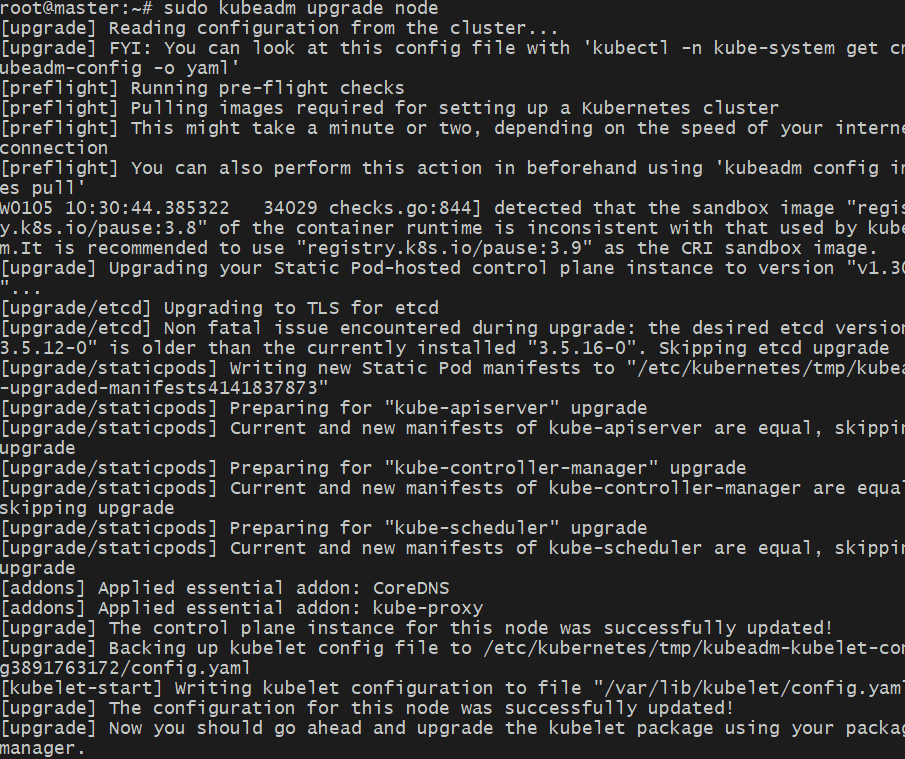 root@master:~# sudo kubeadm upgrade node
[upgrade] Reading configuration from the cluster...
[upgrade] FYI: You can look at this config file with 'kubectl -n kube-system get c
ubeadm-config -o yaml'
[preflight] Running pre-flight checks
[preflight] Pulling images required for setting up a Kubernetes cluster
[preflight] This might take a minute or two, depending on the speed of your interne
connection
[preflight] You can also perform this action in beforehand using 'kubeadm config i
es pull'
W0105 10:30:44.385322   34029 checks.go:844] detected that the sandbox image "regis
y.k8s.io/pause:3.8" of the container runtime is inconsistent with that used by kube
m.It is recommended to use "registry.k8s.io/pause:3.9" as the CRI sandbox image.
[upgrade] Upgrading your Static Pod-hosted control plane instance to version "v1.30
"...
[upgrade/etcd] Upgrading to TLS for etcd
[upgrade/etcd] Non fatal issue encountered during upgrade: the desired etcd version
3.5.12-0" is older than the currently installed "3.5.16-0". Skipping etcd upgrade
[upgrade/staticpods] Writing new Static Pod manifests to "/etc/kubernetes/tmp/kubea
-upgraded-manifests4141837873"
[upgrade/staticpods] Preparing for "kube-apiserver" upgrade
[upgrade/staticpods] Current and new manifests of kube-apiserver are equal, skippin
upgrade
[upgrade/staticpods] Preparing for "kube-controller-manager" upgrade
[upgrade/staticpods] Current and new manifests of kube-controller-manager are equal
skipping upgrade
[upgrade/staticpods] Preparing for "kube-scheduler" upgrade
[upgrade/staticpods] Current and new manifests of kube-scheduler are equal, skippin
upgrade
[addons] Applied essential addon: CoreDNS
[addons] Applied essential addon: kube-proxy
[upgrade] The control plane instance for this node was successfully updated!
[upgrade] Backing up kubelet config file to /etc/kubernetes/tmp/kubeadm-kubelet-con
g3891763172/config.yaml
[kubelet-start] Writing kubelet configuration to file "/var/lib/kubelet/config.yaml
[upgrade] The configuration for this node was successfully updated!
[upgrade] Now you should go ahead and upgrade the kubelet package using your packag
manager.